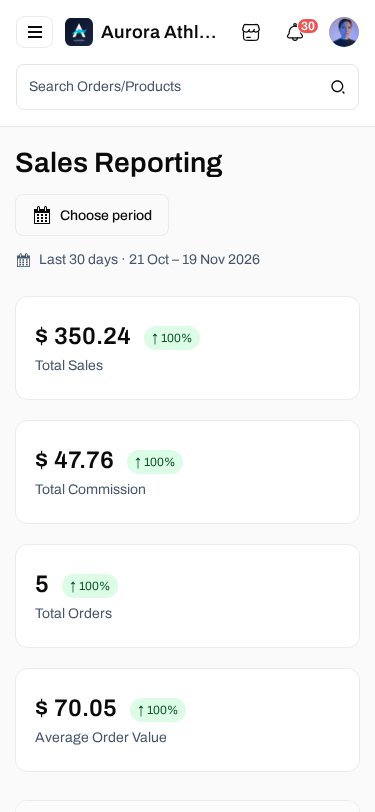 Aurora Athl...
30
Search Orders/Products
Sales Reporting
Choose period
Last 30 days · 21 Oct – 19 Nov 2026
$ 350.24 ↑ 100%
Total Sales
$ 47.76 ↑ 100%
Total Commission
5 ↑ 100%
Total Orders
$ 70.05 ↑ 100%
Average Order Value